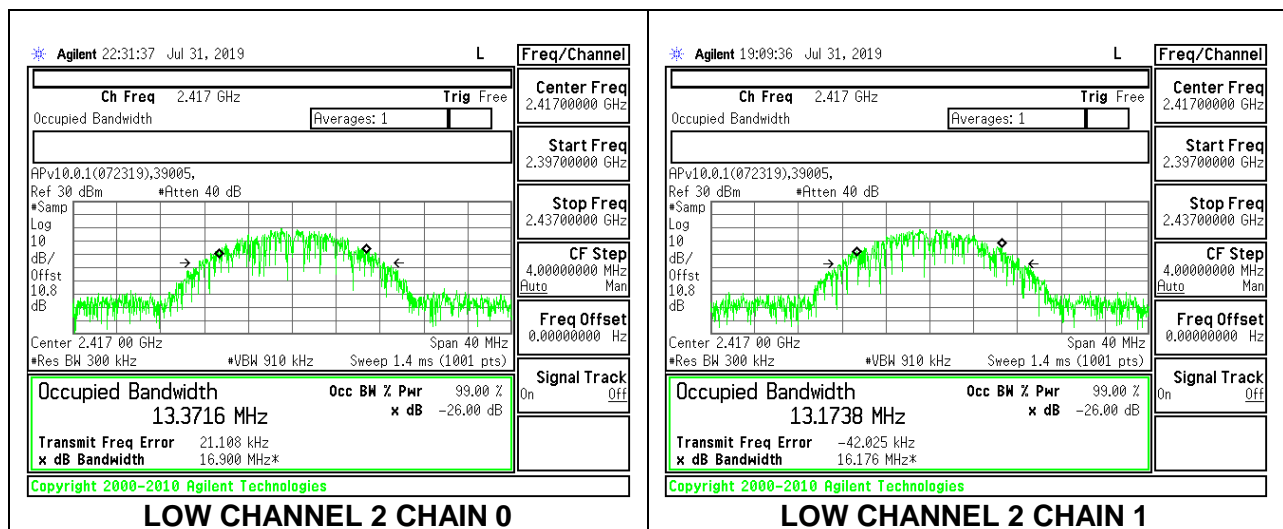 Agilent 22:31:37 Jul 31, 2019 L Freq/Channel
Ch Freq 2.417 GHz Trig Free
Occupied Bandwidth Averages: 1
APv10.0.1(072319),39005,
Ref 30 dBm #Atten 40 dB
#Samp
Log
10
dB/
Offst
10.8
dB
Center 2.417 00 GHz Span 40 MHz
#Res BW 300 kHz #VBW 910 kHz Sweep 1.4 ms (1001 pts)
Occupied Bandwidth Occ BW % Pwr 99.00 %
13.3716 MHz x dB -26.00 dB
Transmit Freq Error 21.108 kHz
x dB Bandwidth 16.900 MHz*
Copyright 2000-2010 Agilent Technologies
Center Freq
2.41700000 GHz
Start Freq
2.39700000 GHz
Stop Freq
2.43700000 GHz
CF Step
4.00000000 MHz
Auto Man
Freq Offset
0.00000000 Hz
Signal Track
On Off
LOW CHANNEL 2 CHAIN 0
Agilent 19:09:36 Jul 31, 2019 L Freq/Channel
Ch Freq 2.417 GHz Trig Free
Occupied Bandwidth Averages: 1
APv10.0.1(072319),39005,
Ref 30 dBm #Atten 40 dB
#Samp
Log
10
dB/
Offst
10.8
dB
Center 2.417 00 GHz Span 40 MHz
#Res BW 300 kHz #VBW 910 kHz Sweep 1.4 ms (1001 pts)
Occupied Bandwidth Occ BW % Pwr 99.00 %
13.1738 MHz x dB -26.00 dB
Transmit Freq Error -42.025 kHz
x dB Bandwidth 16.176 MHz*
Copyright 2000-2010 Agilent Technologies
Center Freq
2.41700000 GHz
Start Freq
2.39700000 GHz
Stop Freq
2.43700000 GHz
CF Step
4.00000000 MHz
Auto Man
Freq Offset
0.00000000 Hz
Signal Track
On Off
LOW CHANNEL 2 CHAIN 1